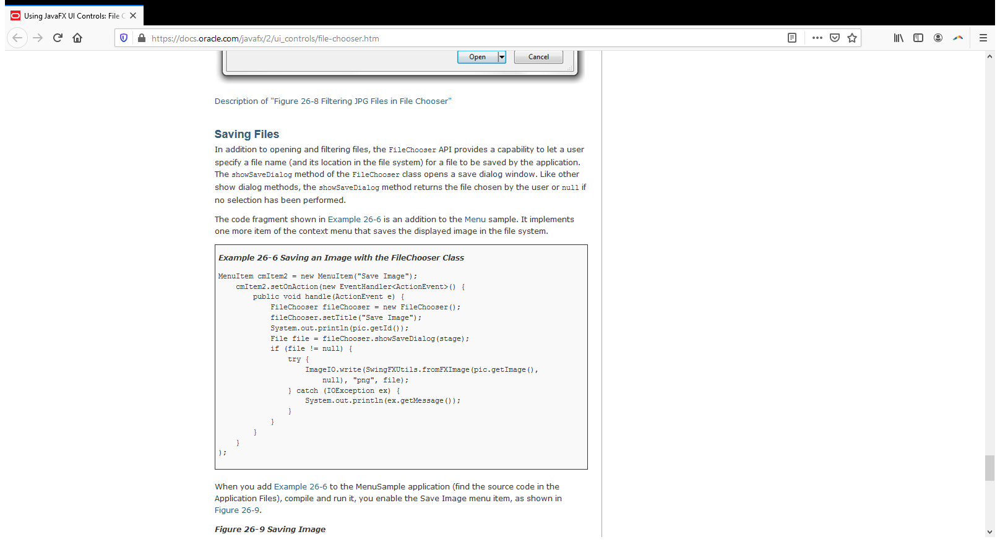 Using JavaFX UI Controls: File C
https://docs.oracle.com/javafx/2/ui_controls/file-chooser.htm
Open Cancel
Description of "Figure 26-8 Filtering JPG Files in File Chooser"
Saving Files
In addition to opening and filtering files, the FileChooser API provides a capability to let a user
specify a file name (and its location in the file system) for a file to be saved by the application.
The showSaveDialog method of the FileChooser class opens a save dialog window. Like other
show dialog methods, the showSaveDialog method returns the file chosen by the user or null if
no selection has been performed.
The code fragment shown in Example 26-6 is an addition to the Menu sample. It implements
one more item of the context menu that saves the displayed image in the file system.
Example 26-6 Saving an Image with the FileChooser Class
MenuItem cmItem2 = new MenuItem("Save Image");
    cmItem2.setOnAction(new EventHandler<ActionEvent>() {
        public void handle(ActionEvent e) {
            FileChooser fileChooser = new FileChooser();
            fileChooser.setTitle("Save Image");
            System.out.println(pic.getId());
            File file = fileChooser.showSaveDialog(stage);
            if (file != null) {
                try {
                    ImageIO.write(SwingFXUtils.fromFXImage(pic.getImage(),
                        null), "png", file);
                } catch (IOException ex) {
                    System.out.println(ex.getMessage());
                }
            }
        }
    }
);
When you add Example 26-6 to the MenuSample application (find the source code in the
Application Files), compile and run it, you enable the Save Image menu item, as shown in
Figure 26-9.
Figure 26-9 Saving Image